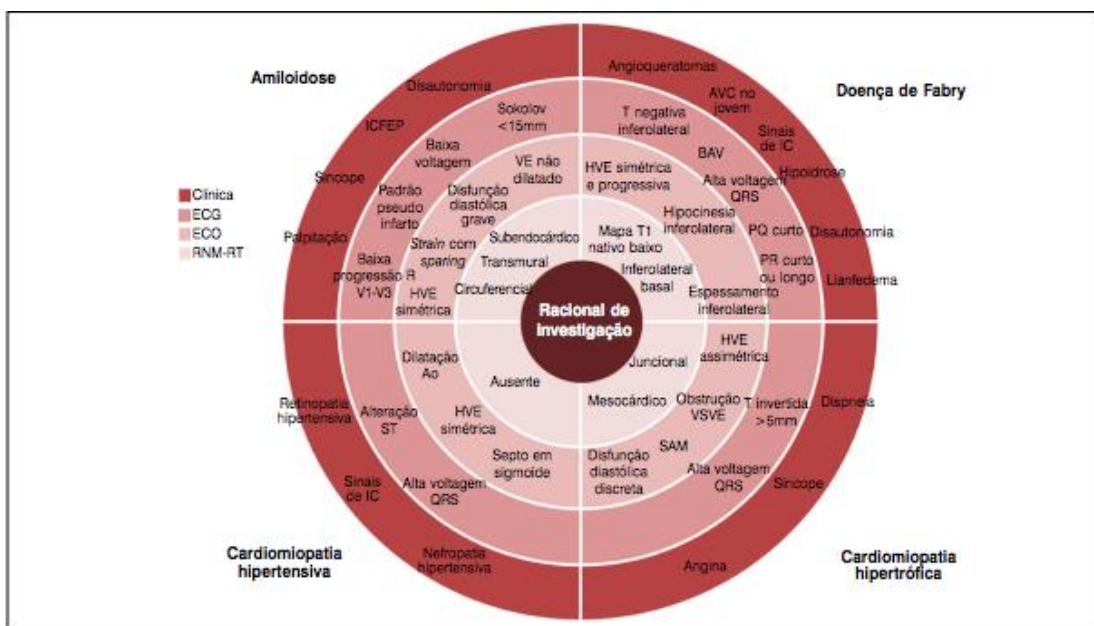 Amiloidose
Disautonomia
ICFEP
Síncope
Palpitação
Sokolov
<15mm
Baixa
voltagem
Padrão
pseudo
infarto
Baixa
progressão R
V1-V3
VE não
dilatado
Disfunção
diastólica
grave
Strain com
sparing
HVE
simétrica
Subendocárdico
Transmural
Circuferencial
Doença de Fabry
Angioqueratomas
AVC no
jovem
Sinais
de IC
Hipoidrose
Disautonomia
Lianfedema
T negativa
inferolateral
BAV
Alta voltagem
QRS
PQ curto
PR curto
ou longo
HVE simétrica
e progressiva
Hipocinesia
inferolateral
Espessamento
inferolateral
Mapa T1
nativo baixo
Inferolateral
basal
Clínica
ECG
ECO
RNM-RT
Racional de
investigação
Dilatação
Ao
Ausente
HVE
simétrica
Septo em
sigmoide
Alteração
ST
Alta voltagem
QRS
Retinopatia
hipertensiva
Sinais
de IC
Nefropatia
hipertensiva
Cardiomiopatia
hipertensiva
Juncional
Mesocárdico
HVE
assimétrica
Obstrução
VSVE
SAM
Disfunção
diastólica
discreta
T invertida
>5mm
Alta voltagem
QRS
Dispneia
Síncope
Angina
Cardiomiopatia
hipertrófica